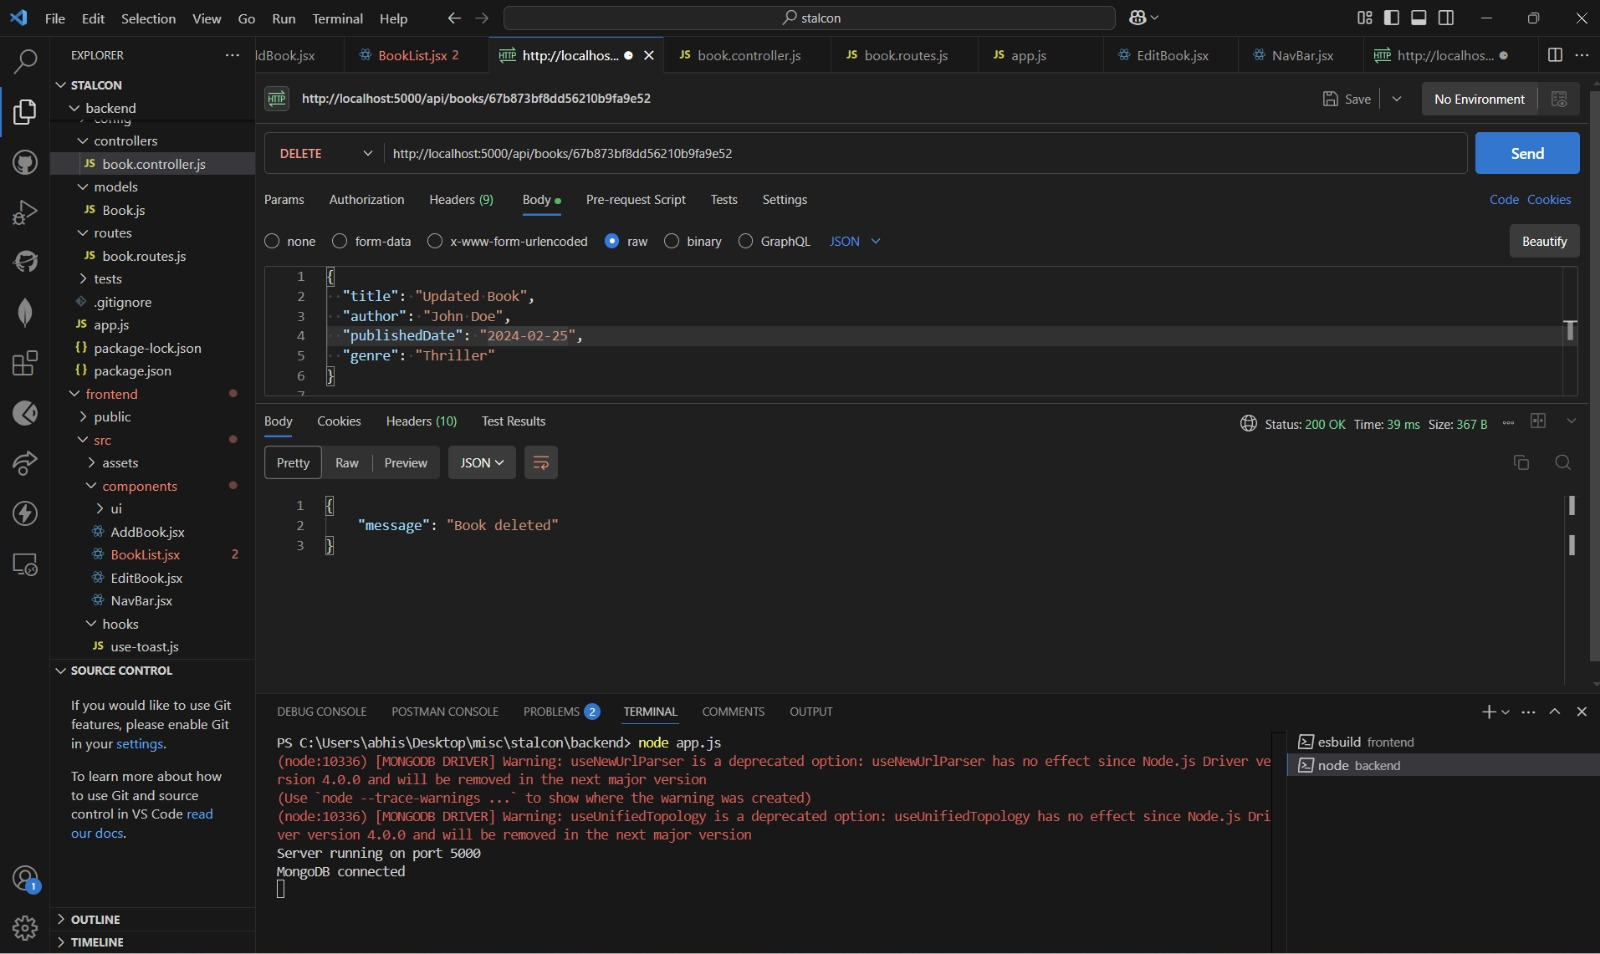 File Edit Selection View Go Run Terminal Help
stalcon
EXPLORER
dBook.jsx
BookList.jsx 2
http://localhos...
book.controller.js
book.routes.js
app.js
EditBook.jsx
NavBar.jsx
http://localhos...
STALCON
backend
config
controllers
book.controller.js
models
Book.js
routes
book.routes.js
tests
.gitignore
app.js
package-lock.json
package.json
frontend
public
src
assets
components
ui
AddBook.jsx
BookList.jsx 2
EditBook.jsx
NavBar.jsx
hooks
use-toast.js
SOURCE CONTROL
If you would like to use Git
features, please enable Git
in your settings.
To learn more about how
to use Git and source
control in VS Code read
our docs.
1
OUTLINE
TIMELINE
HTTP http://localhost:5000/api/books/67b873bf8dd56210b9fa9e52
Save
No Environment
DELETE http://localhost:5000/api/books/67b873bf8dd56210b9fa9e52
Send
Params Authorization Headers (9) Body Pre-request Script Tests Settings
Code Cookies
none form-data x-www-form-urlencoded raw binary GraphQL JSON
Beautify
1 {
2 "title": "Updated Book",
3 "author": "John Doe",
4 "publishedDate": "2024-02-25",
5 "genre": "Thriller"
6 }
7
Body Cookies Headers (10) Test Results
Status: 200 OK Time: 39 ms Size: 367 B
Pretty Raw Preview JSON
1 {
2 "message": "Book deleted"
3 }
DEBUG CONSOLE POSTMAN CONSOLE PROBLEMS 2 TERMINAL COMMENTS OUTPUT
PS C:\Users\abhis\Desktop\misc\stalcon\backend> node app.js
(node:10336) [MONGODB DRIVER] Warning: useNewUrlParser is a deprecated option: useNewUrlParser has no effect since Node.js Driver ve
rsion 4.0.0 and will be removed in the next major version
(Use `node --trace-warnings ...` to show where the warning was created)
(node:10336) [MONGODB DRIVER] Warning: useUnifiedTopology is a deprecated option: useUnifiedTopology has no effect since Node.js Dri
ver version 4.0.0 and will be removed in the next major version
Server running on port 5000
MongoDB connected
esbuild frontend
node backend